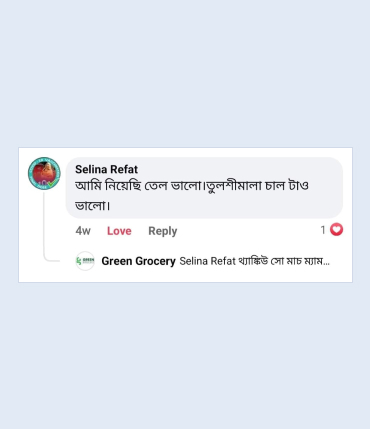 Selina Refat
আমি নিয়েছি তেল ভালো।তুলশীমালা চাল টাও
ভালো।
4w Love Reply 1
Green Grocery Selina Refat থ্যাঙ্কিউ সো মাচ ম্যাম...